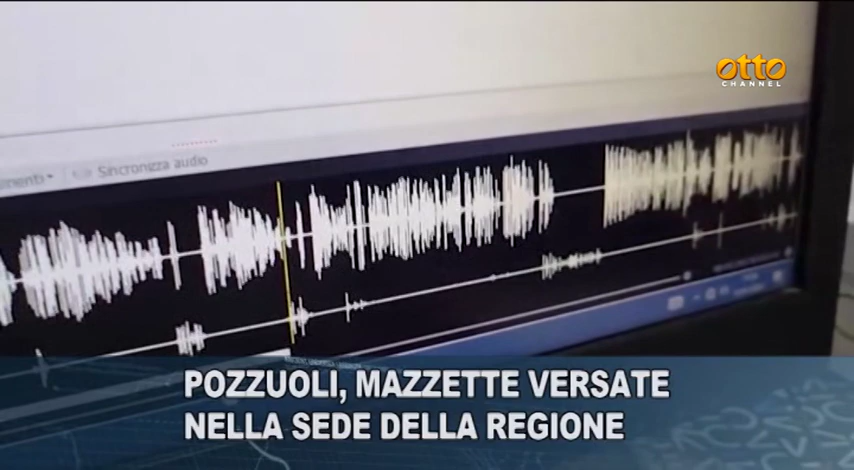 otto
CHANNEL
Sincronizza audio
POZZUOLI, MAZZETTE VERSATE
NELLA SEDE DELLA REGIONE